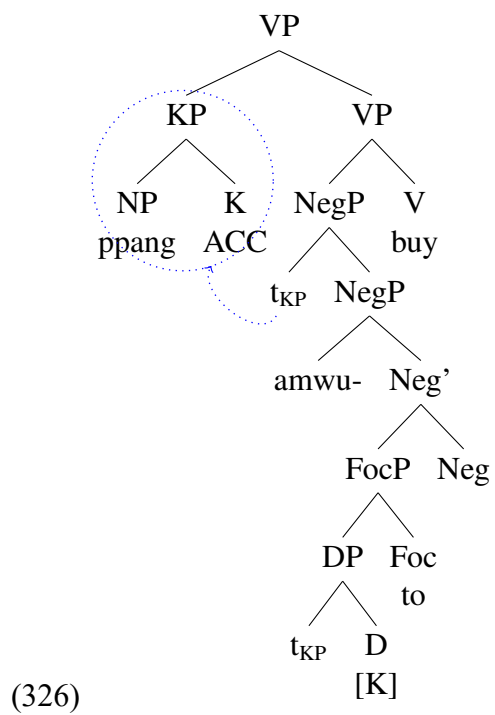 VP
KP VP
NP K NegP V
ppang ACC buy
t_KP NegP
amwu- Neg’
FocP Neg
DP Foc
to
t_KP D
(326) [K]